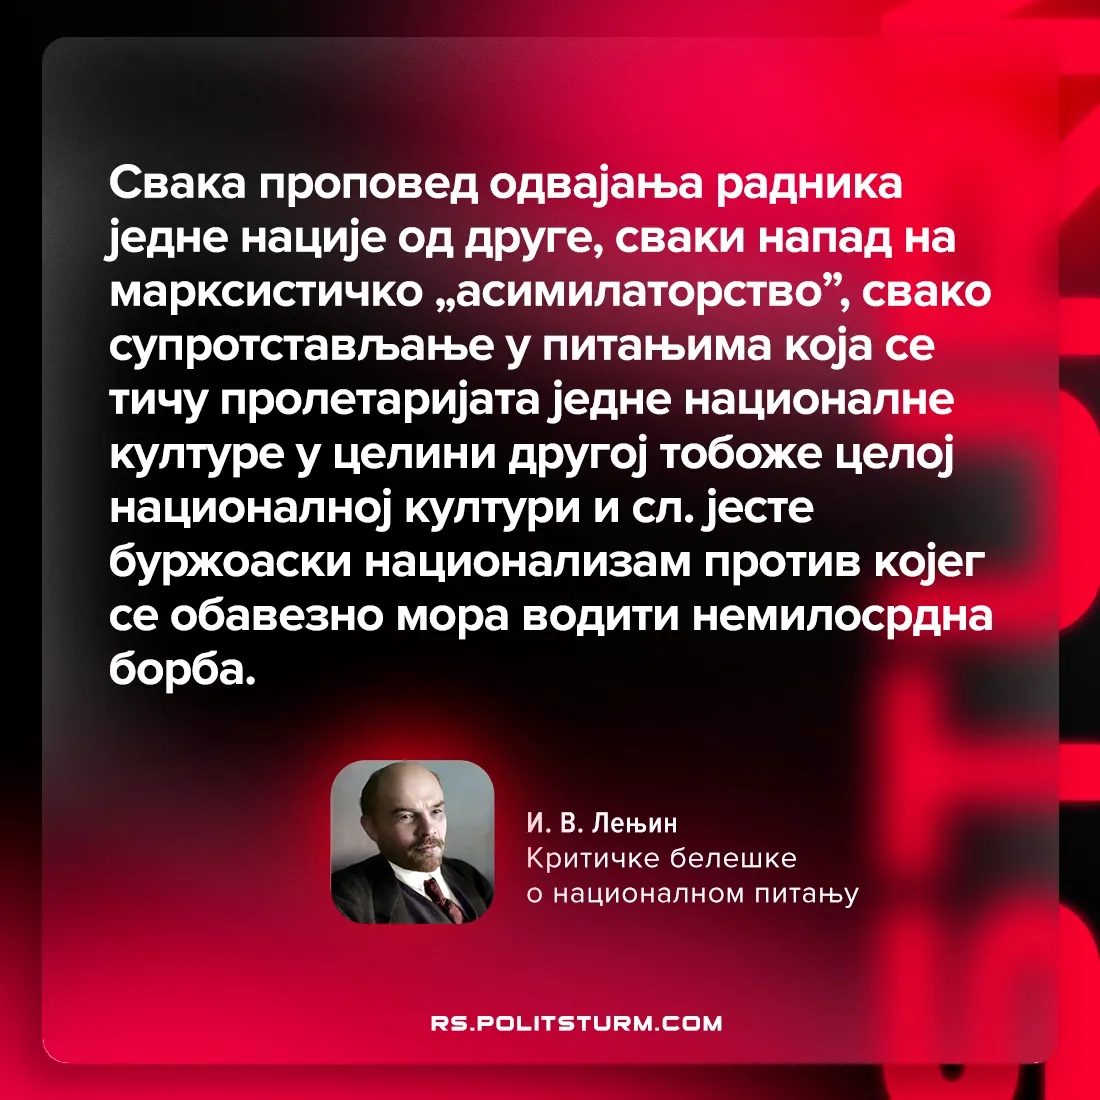 Свака проповед одвајања радника
једне нације од друге, сваки напад на
марксистичко „асимилаторство”, свако
супротстављање у питањима која се
тичу пролетаријата једне националне
културе у целини другој тобоже целој
националној култури и сл. јесте
буржоаски национализам против којег
се обавезно мора водити немилосрдна
борба.
И. В. Лењин
Критичке белешке
о националном питању
RS.POLITSTURM.COM